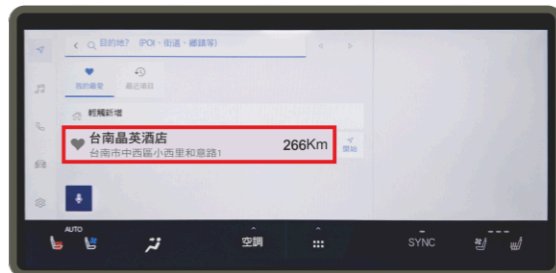 目的地? (POI、街道、鄉鎮等)
我的最愛
最近項目
輕觸新增
台南晶英酒店
台南市中西區小西里和意路1
266Km
開始
AUTO
空調
SYNC